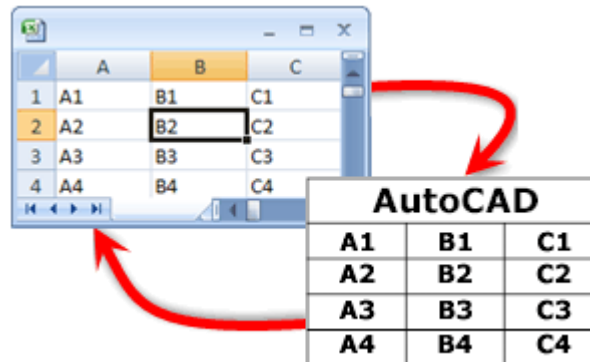 A B C
1 A1 B1 C1
2 A2 B2 C2
3 A3 B3 C3
4 A4 B4 C4
AutoCAD
A1 B1 C1
A2 B2 C2
A3 B3 C3
A4 B4 C4